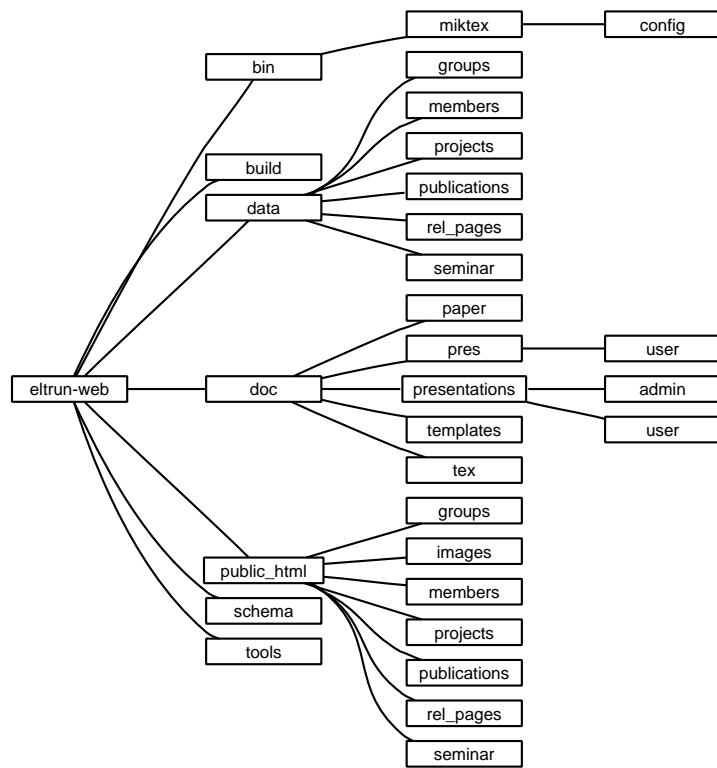 miktex
config
bin
groups
members
projects
build
publications
data
rel_pages
seminar
paper
pres
user
eltrun-web
doc
presentations
admin
templates
user
tex
groups
images
public_html
members
schema
projects
tools
publications
rel_pages
seminar